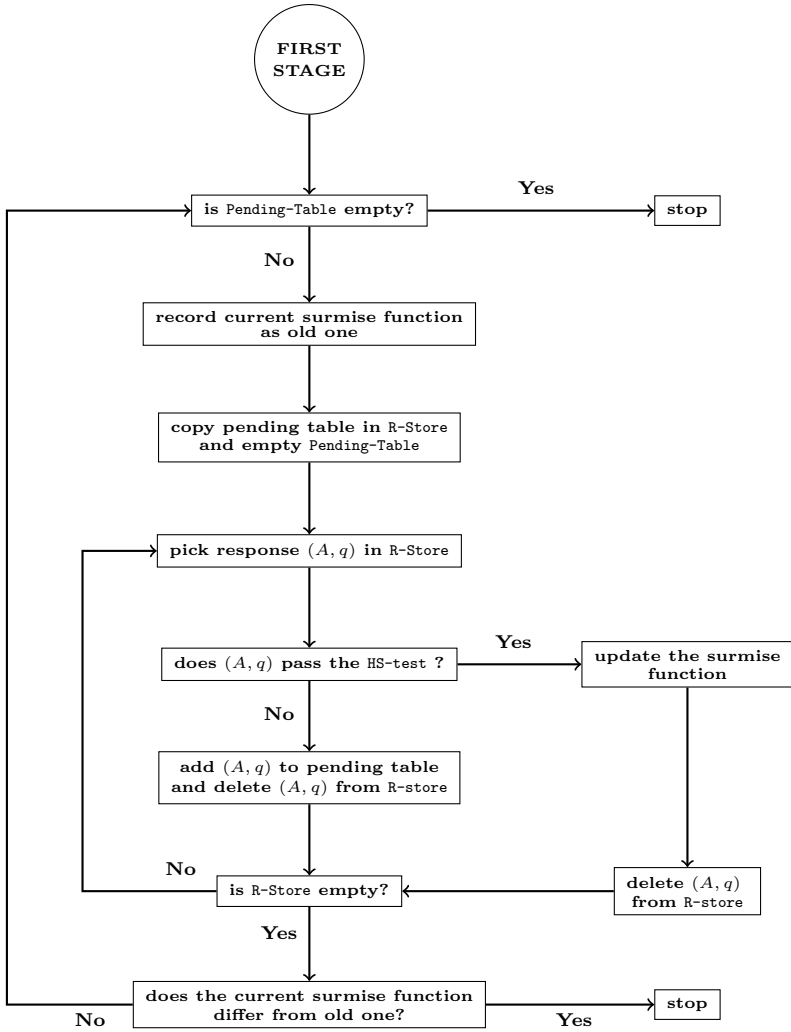 FIRST
STAGE
is Pending-Table empty?
Yes
stop
No
record current surmise function
as old one
copy pending table in R-Store
and empty Pending-Table
pick response (A, q) in R-Store
does (A, q) pass the HS-test ?
Yes
update the surmise
function
No
add (A, q) to pending table
and delete (A, q) from R-store
No
is R-Store empty?
delete (A, q)
from R-store
Yes
does the current surmise function
differ from old one?
stop
No
Yes